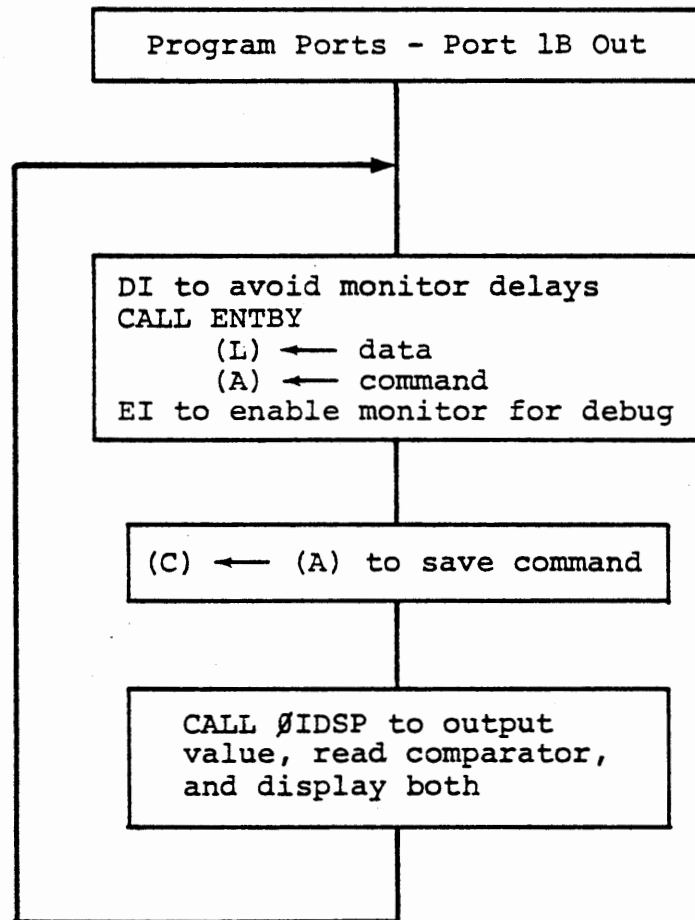 Program Ports - Port 1B Out
DI to avoid monitor delays
CALL ENTBY
(L) ← data
(A) ← command
EI to enable monitor for debug
(C) ← (A) to save command
CALL ØIDSP to output
value, read comparator,
and display both